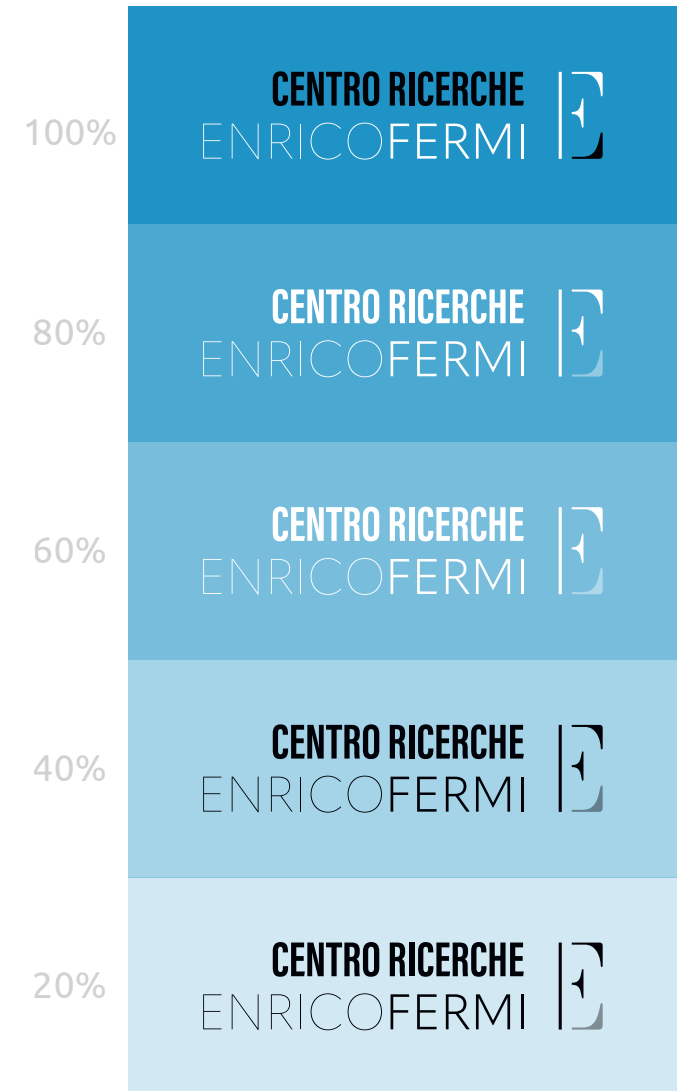 100%
CENTRO RICERCHE
ENRICOFERMI
E
80%
CENTRO RICERCHE
ENRICOFERMI
E
60%
CENTRO RICERCHE
ENRICOFERMI
E
40%
CENTRO RICERCHE
ENRICOFERMI
E
20%
CENTRO RICERCHE
ENRICOFERMI
E